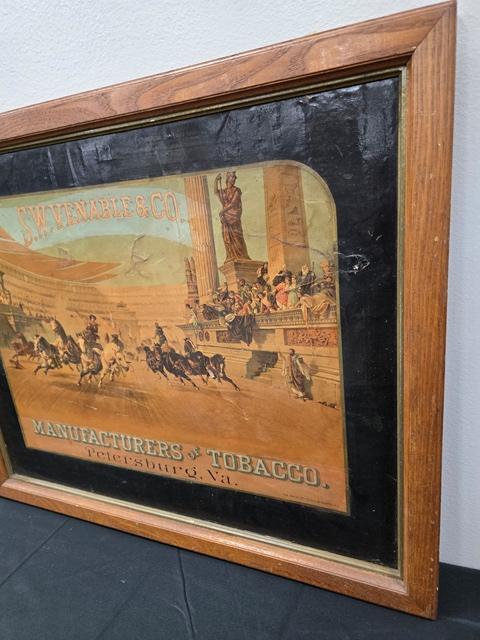 S.W. VENABLE & CO.
MANUFACTURERS OF TOBACCO.
Petersburg, Va.